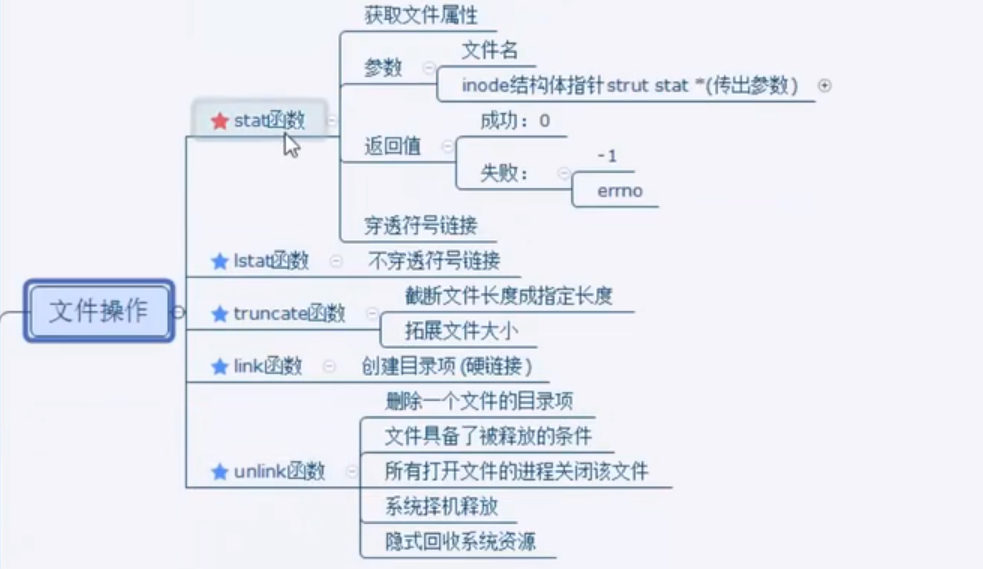 获取文件属性
文件名
参数
inode结构体指针strut stat *(传出参数)
stat函数
成功：0
返回值
-1
失败：
errno
穿透符号链接
lstat函数
不穿透符号链接
截断文件长度成指定长度
文件操作
truncate函数
拓展文件大小
link函数
创建目录项(硬链接)
删除一个文件的目录项
文件具备了被释放的条件
unlink函数
所有打开文件的进程关闭该文件
系统择机释放
隐式回收系统资源